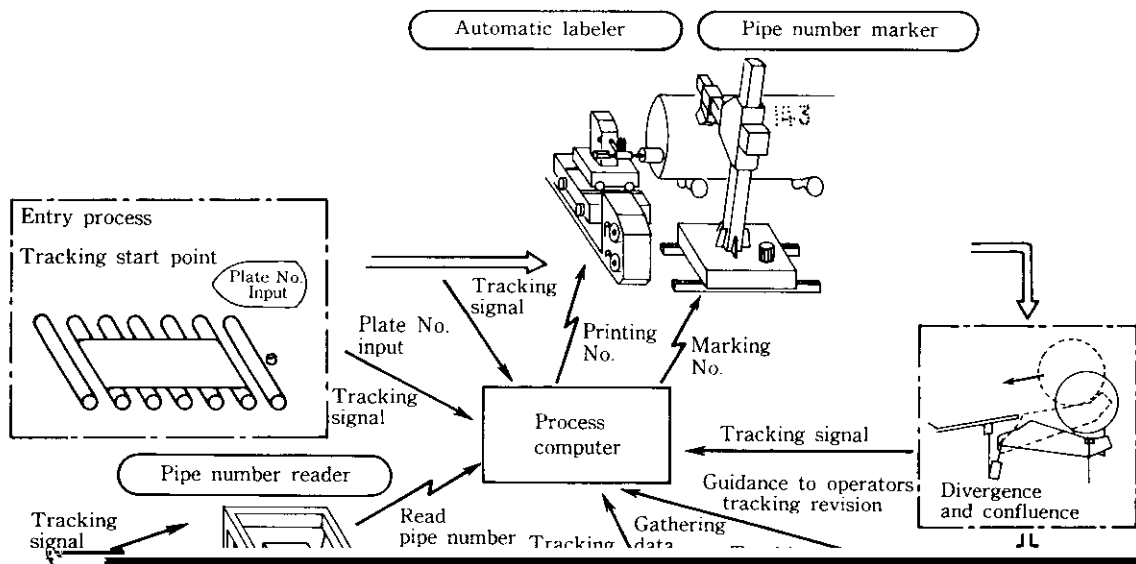 Automatic labeler
Pipe number marker
143
Entry process
Tracking start point
Plate No.
Input
Tracking
signal
Plate No.
input
Tracking
signal
Printing
No.
Marking
No.
Process
computer
Tracking signal
Guidance to operators
tracking revision
Divergence
and confluence
Pipe number reader
Tracking
signal
Read
pipe number
Tracking
Gathering
data